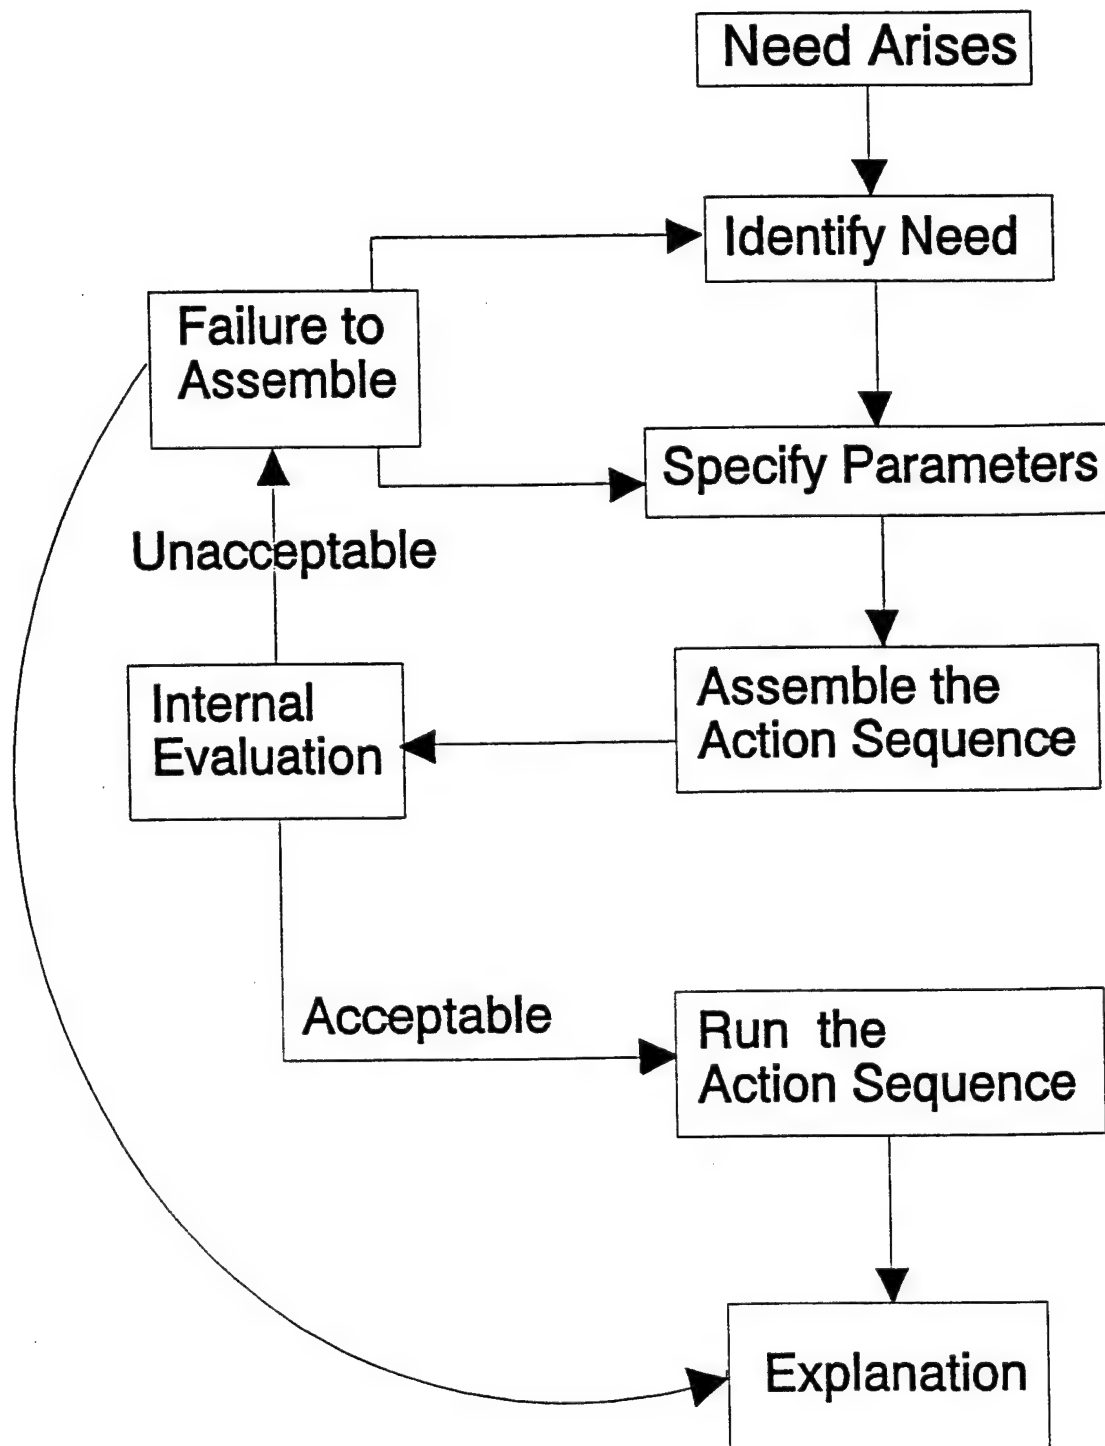 Need Arises
Identify Need
Failure to
Assemble
Specify Parameters
Unacceptable
Internal
Evaluation
Assemble the
Action Sequence
Acceptable
Run the
Action Sequence
Explanation